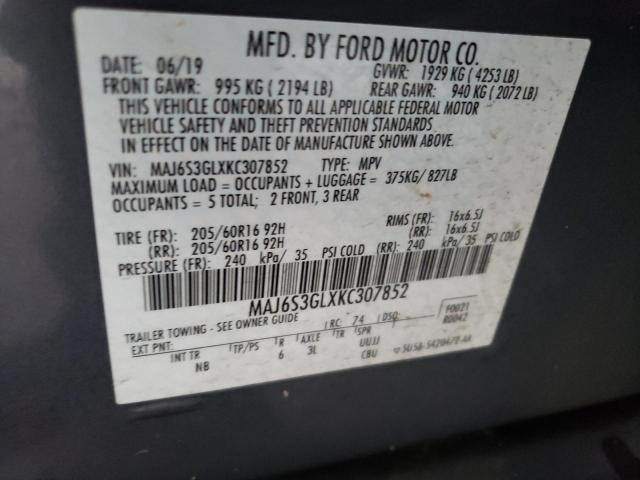 MFD. BY FORD MOTOR CO.
DATE: 06/19 GVWR: 1929 KG ( 4253 LB)
FRONT GAWR: 995 KG ( 2194 LB) REAR GAWR: 940 KG (2072 LB)
THIS VEHICLE CONFORMS TO ALL APPLICABLE FEDERAL MOTOR
VEHICLE SAFETY AND THEFT PREVENTION STANDARDS
IN EFFECT ON THE DATE OF MANUFACTURE SHOWN ABOVE.
VIN: MAJ6S3GLXKC307852 TYPE: MPV
MAXIMUM LOAD = OCCUPANTS + LUGGAGE = 375KG/ 827LB
OCCUPANTS = 5 TOTAL; 2 FRONT, 3 REAR
TIRE (FR): 205/60R16 92H RIMS (FR): 16x6.5J
(RR): 205/60R16 92H (RR): 16x6.5J
PRESSURE (FR): 240 kPa/ 35 PSI COLD (RR): 240 kPa/ 35 PSI COLD
MAJ6S3GLXKC307852
F0021
R0042
TRAILER TOWING - SEE OWNER GUIDE RC: 74 DSO:
EXT PNT: INT TR TP/PS R AXLE TR SPR
NB 6 3L UUJJ
CBU